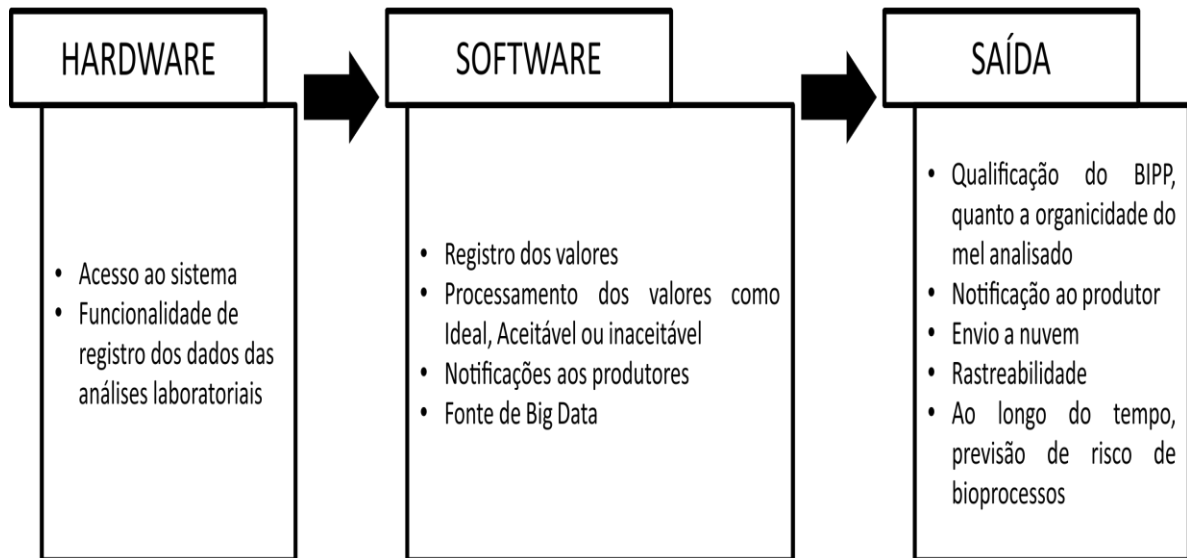 HARDWARE
• Acesso ao sistema
• Funcionalidade de
registro dos dados das
análises laboratoriais
SOFTWARE
• Registro dos valores
• Processamento dos valores como
Ideal, Aceitável ou inaceitável
• Notificações aos produtores
• Fonte de Big Data
SAÍDA
• Qualificação do BIPP,
quanto a organicidade do
mel analisado
• Notificação ao produtor
• Envio a nuvem
• Rastreabilidade
• Ao longo do tempo,
previsão de risco de
bioprocessos